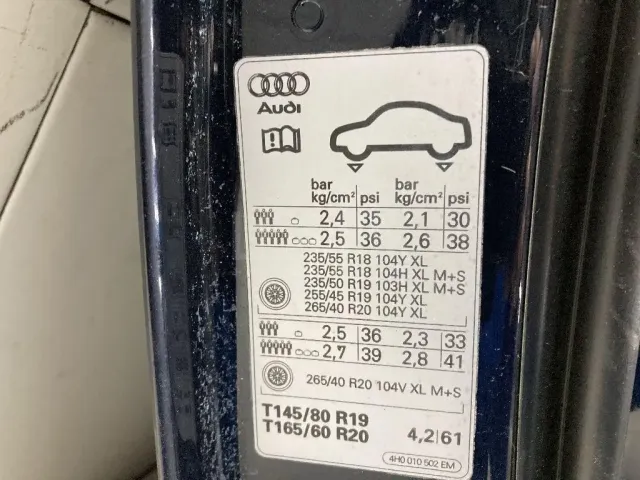 Audi
bar bar
kg/cm² psi kg/cm² psi
2,4 35 2,1 30
2,5 36 2,6 38
235/55 R18 104Y XL
235/55 R18 104H XL M+S
235/50 R19 103H XL M+S
255/45 R19 104Y XL
265/40 R20 104Y XL
2,5 36 2,3 33
2,7 39 2,8 41
265/40 R20 104V XL M+S
T145/80 R19
T165/60 R20 4,2 61
4H0 010 502 EM